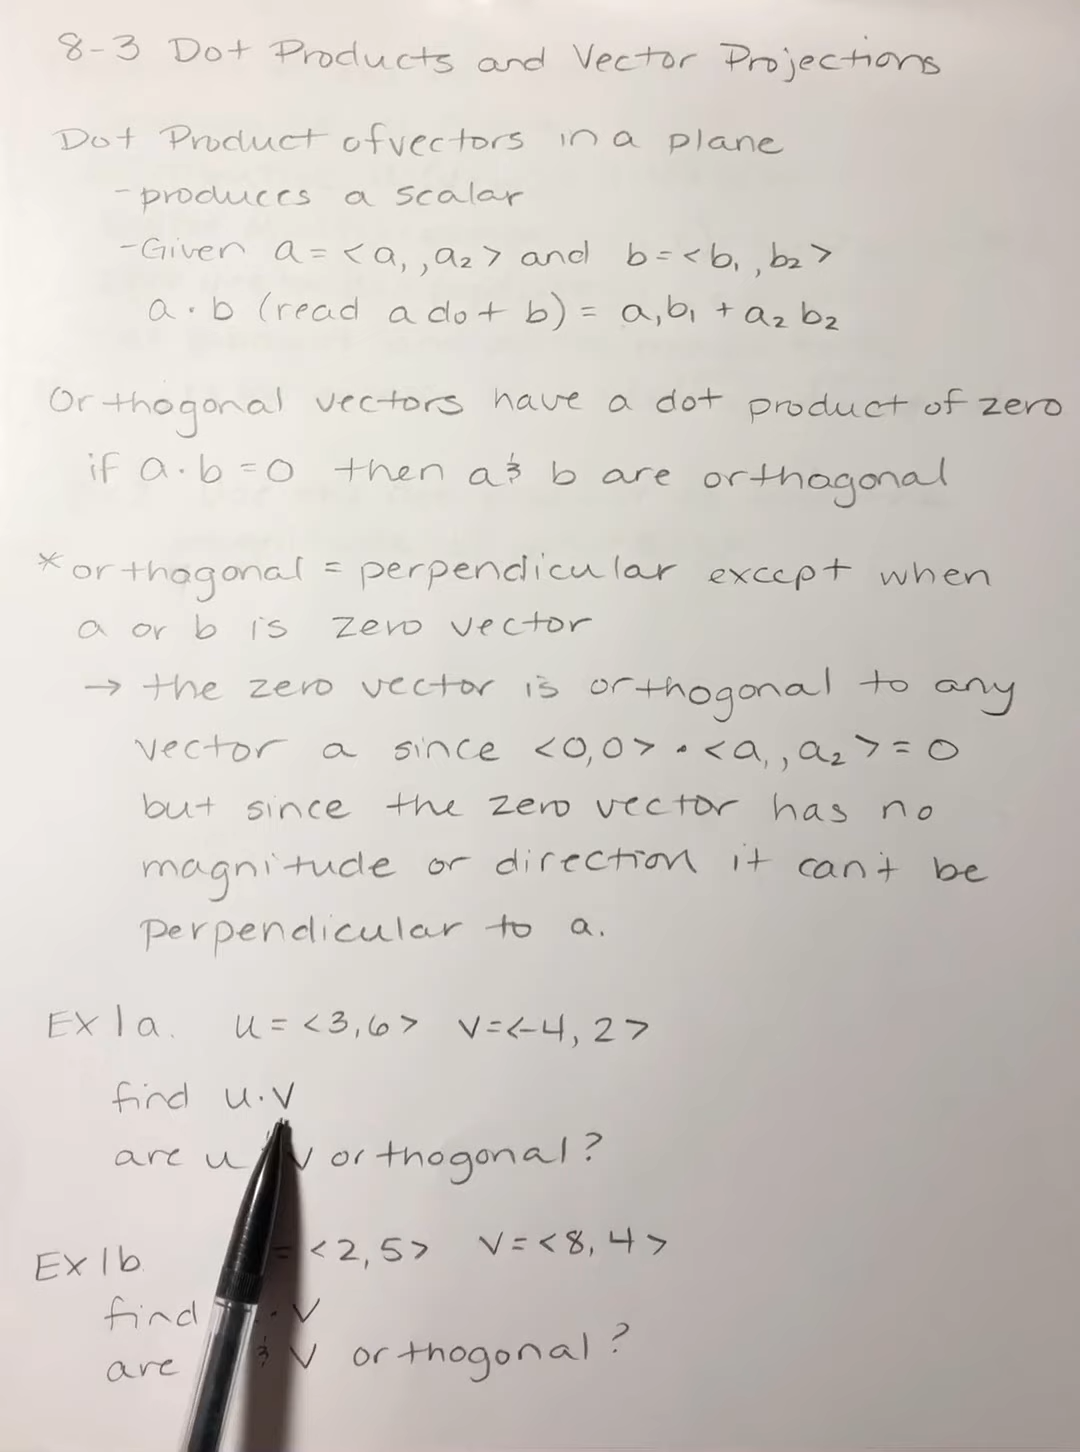 8-3 Dot Products and Vector Projections
Dot Product of vectors in a plane
-produces a scalar
-Given a = <a₁, a₂> and b = <b₁, b₂>
a · b (read a dot b) = a₁b₁ + a₂b₂
Orthogonal vectors have a dot product of zero
if a · b = 0 then a & b are orthagonal
* orthagonal = perpendicular except when
a or b is zero vector
→ the zero vector is orthogonal to any
vector a since <0,0> • <a₁, a₂> = 0
but since the zero vector has no
magnitude or direction it can't be
perpendicular to a.
EX 1a. u = <3,6> v = <-4, 2>
find u · v
are u v orthogonal?
EX 1b = <2,5> v = <8,4>
find · v
are & v orthogonal?